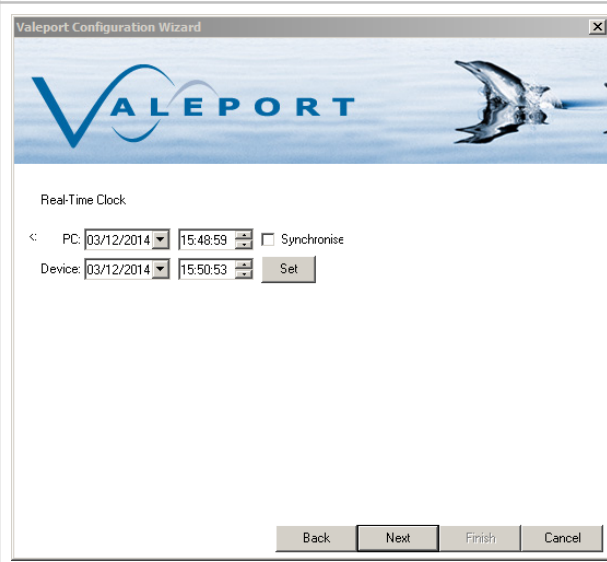 Valeport Configuration Wizard
VALEPORT
Real-Time Clock
<: PC: 03/12/2014 15:48:59 Synchronise
Device: 03/12/2014 15:50:53 Set
Back Next Finish Cancel